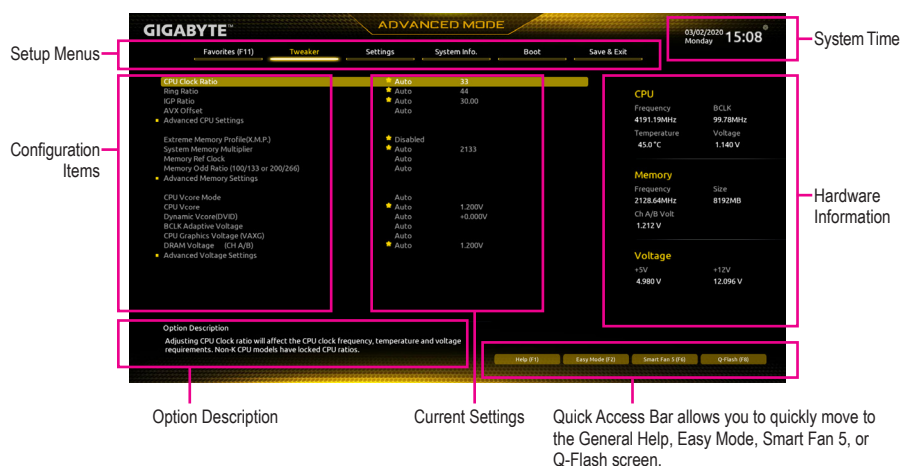 GIGABYTE™
ADVANCED MODE
03/02/2020
Monday
15:08
System Time
Setup Menus
Favorites (F11) Tweaker Settings System Info. Boot Save & Exit
Configuration
Items
CPU Clock Ratio Auto 33
Ring Ratio Auto 44
IGP Ratio Auto 30.00
AVX Offset Auto
Advanced CPU Settings
Extreme Memory Profile(X.M.P.) Disabled
System Memory Multiplier Auto 2133
Memory Ref Clock Auto
Memory Odd Ratio (100/133 or 200/266) Auto
Advanced Memory Settings
CPU Vcore Mode Auto
CPU Vcore Auto 1.200V
Dynamic Vcore(DVID) Auto +0.000V
BCLK Adaptive Voltage Auto
CPU Graphics Voltage (VAXG) Auto
DRAM Voltage (CH A/B) Auto 1.200V
Advanced Voltage Settings
CPU
Frequency BCLK
4191.19MHz 99.78MHz
Temperature Voltage
45.0 °C 1.140 V
Memory
Frequency Size
2128.64MHz 8192MB
Ch A/B Volt
1.212 V
Voltage
+5V +12V
4.980 V 12.096 V
Hardware
Information
Option Description
Adjusting CPU Clock ratio will affect the CPU clock frequency, temperature and voltage
requirements. Non-K CPU models have locked CPU ratios.
Help (F1) Easy Mode (F2) Smart Fan 5 (F6) Q-Flash (F8)
Option Description
Current Settings
Quick Access Bar allows you to quickly move to
the General Help, Easy Mode, Smart Fan 5, or
Q-Flash screen.